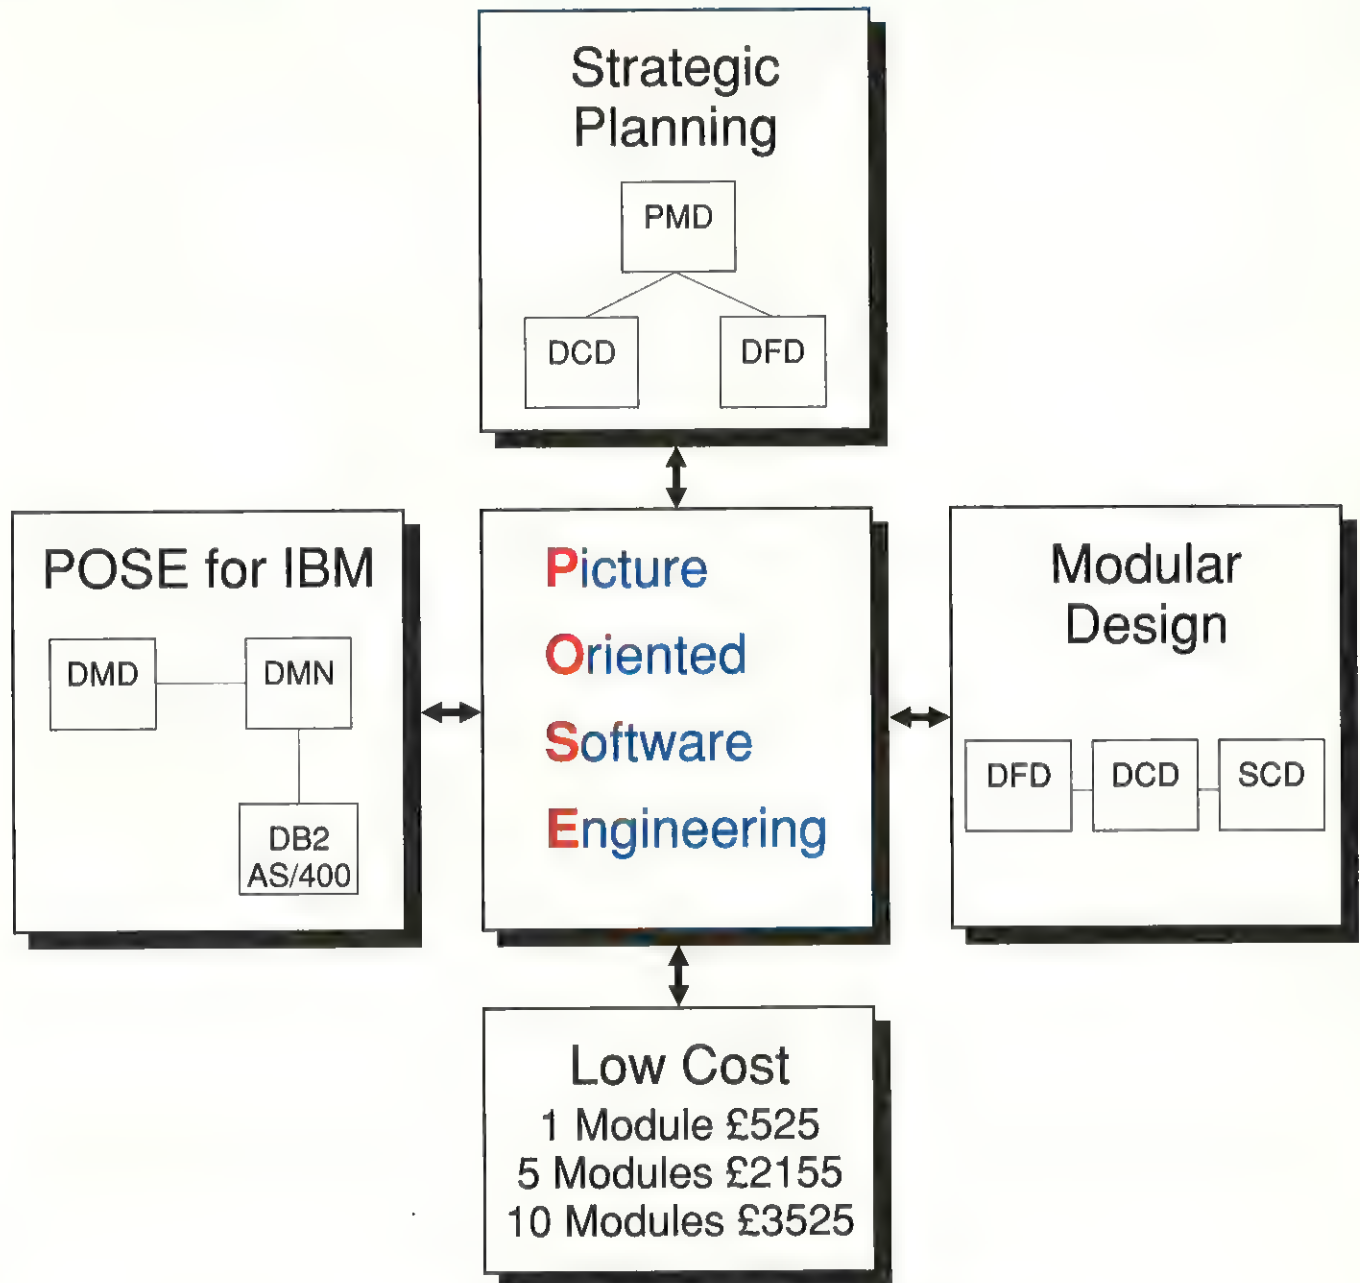 Strategic
Planning
PMD
DCD
DFD
POSE for IBM
DMD
DMN
DB2
AS/400
Picture
Oriented
Software
Engineering
Modular
Design
DFD
DCD
SCD
Low Cost
1 Module £525
5 Modules £2155
10 Modules £3525